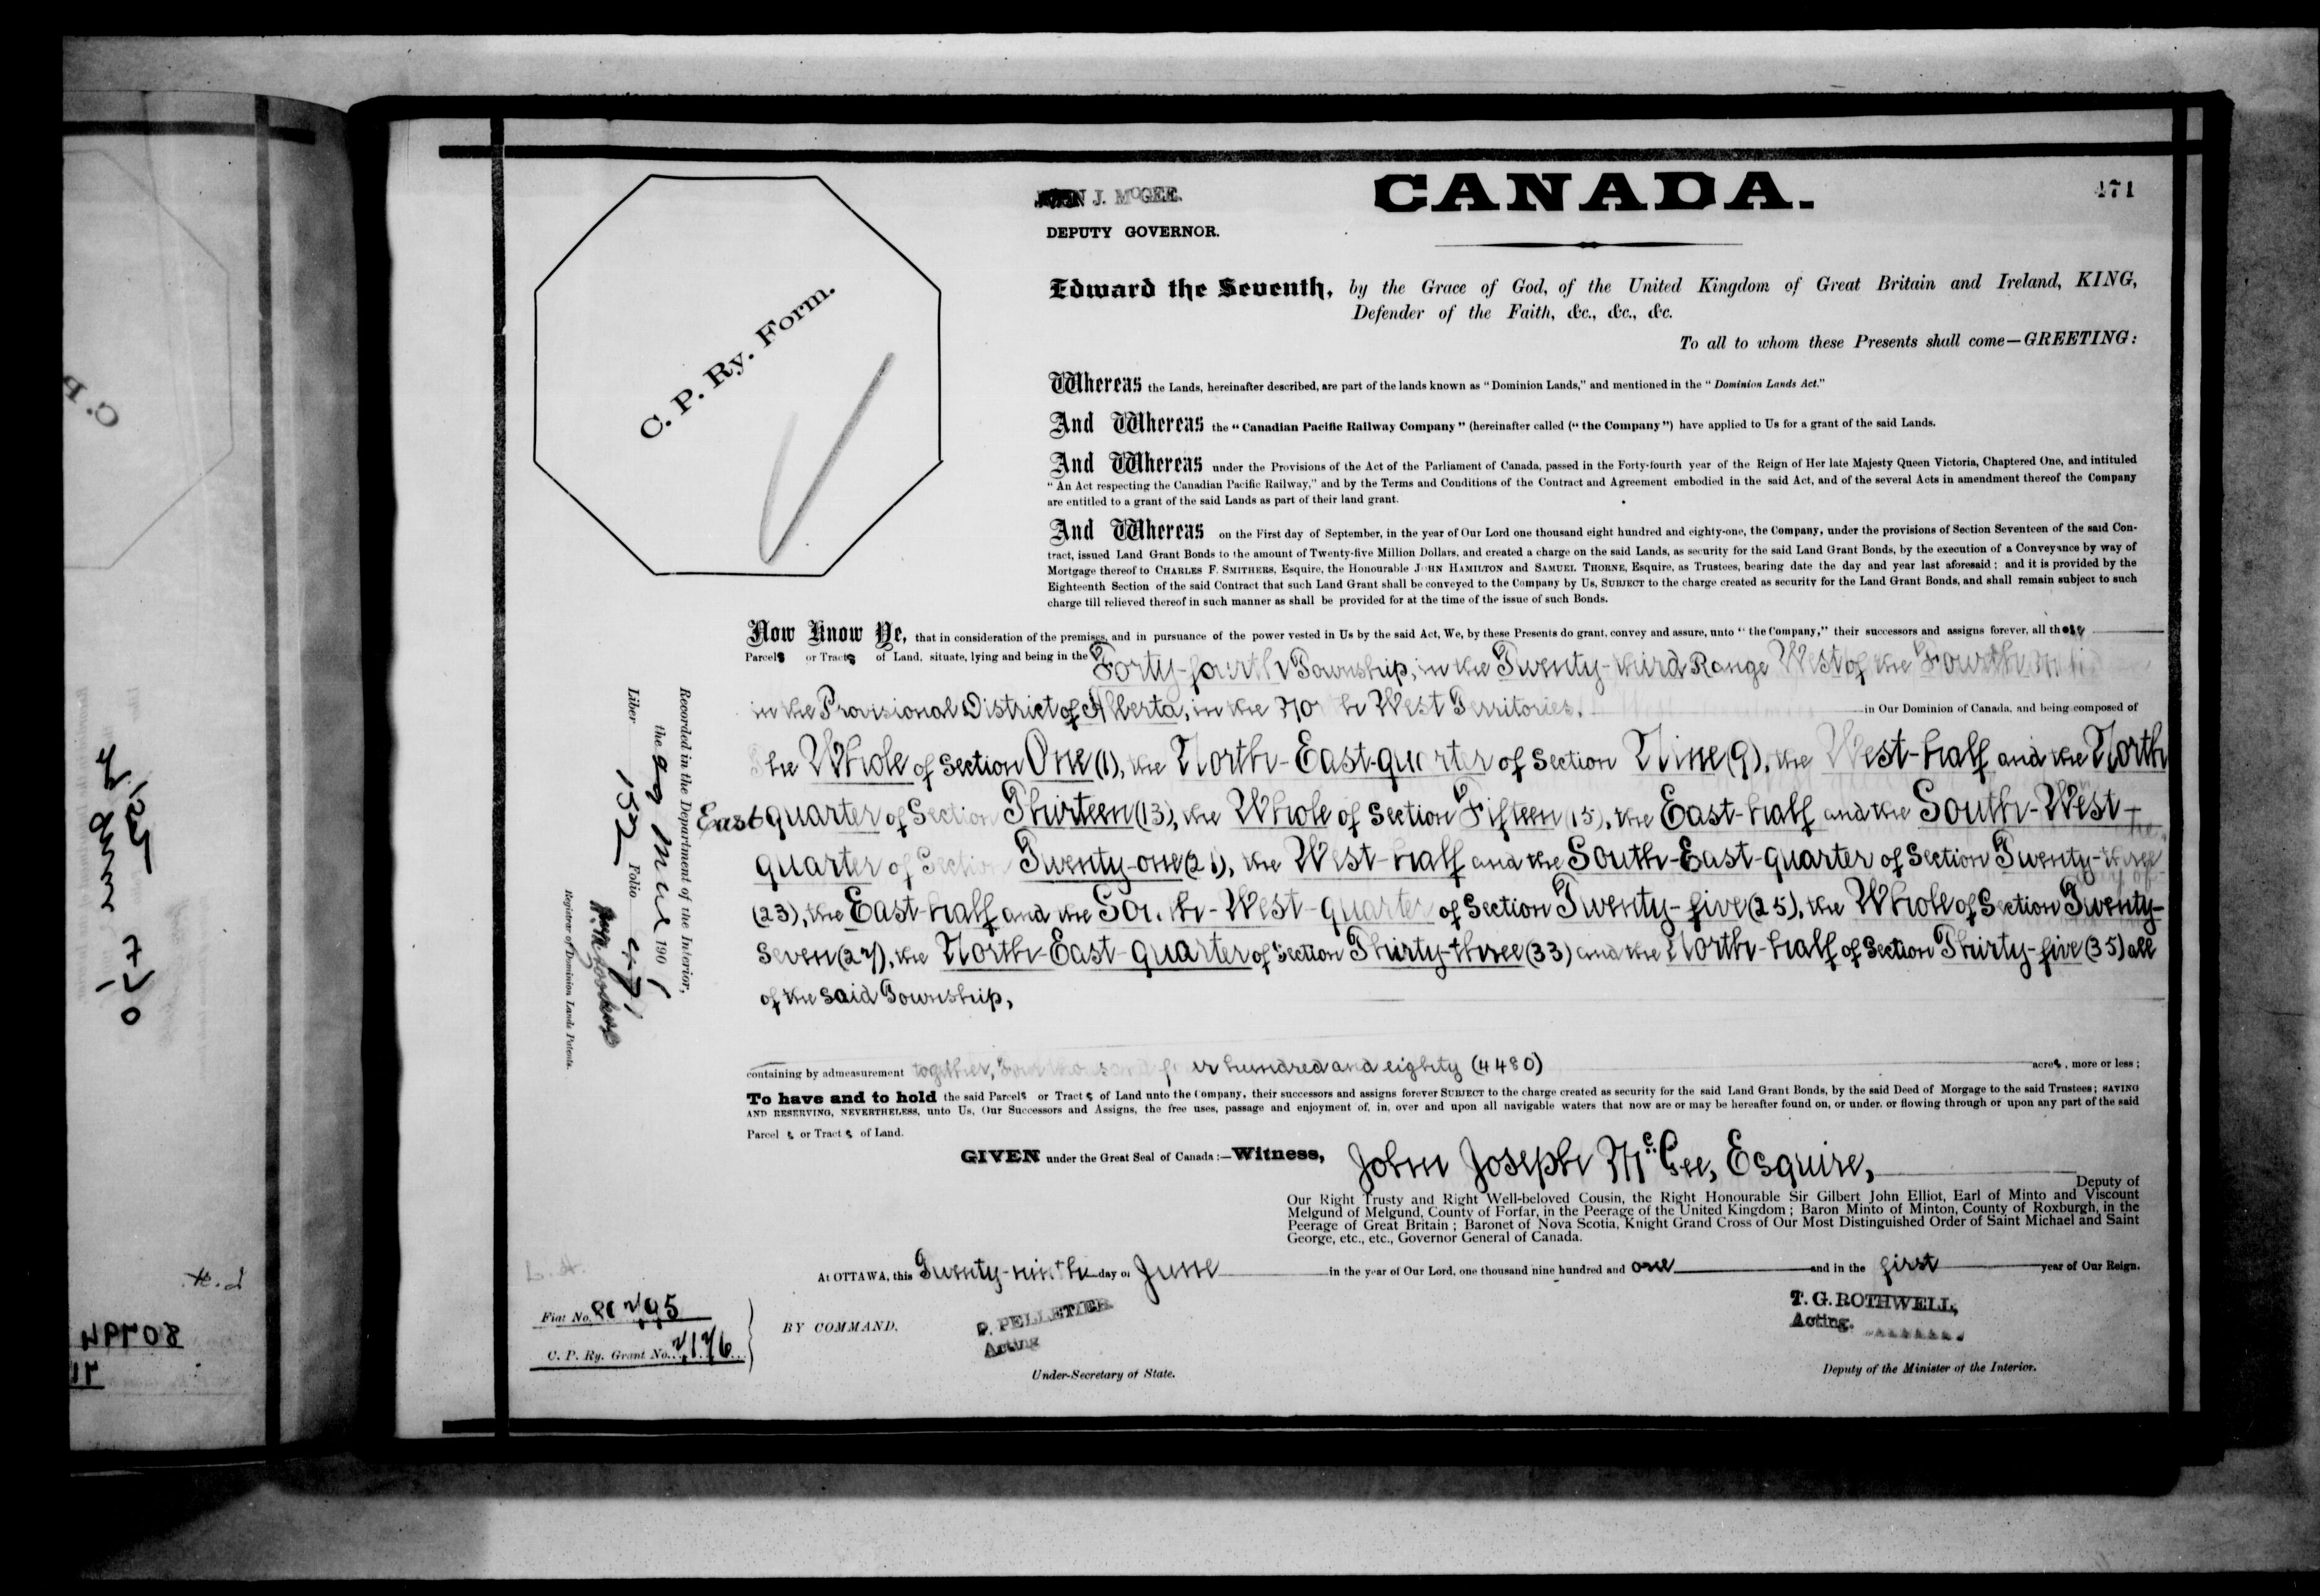 J. McGEE.
DEPUTY GOVERNOR.
CANADA.
471
C. P. Ry. Form.
Edward the Seventh, by the Grace of God, of the United Kingdom of Great Britain and Ireland, KING,
Defender of the Faith, &c., &c., &c.
To all to whom these Presents shall come—GREETING:
Whereas the Lands, hereinafter described, are part of the lands known as "Dominion Lands," and mentioned in the "Dominion Lands Act."
And Whereas the "Canadian Pacific Railway Company" (hereinafter called ("the Company") have applied to Us for a grant of the said Lands.
And Whereas under the Provisions of the Act of the Parliament of Canada, passed in the Forty-fourth year of the Reign of Her late Majesty Queen Victoria, Chaptered One, and intituled
"An Act respecting the Canadian Pacific Railway," and by the Terms and Conditions of the Contract and Agreement embodied in the said Act, and of the several Acts in amendment thereof the Company
are entitled to a grant of the said Lands as part of their land grant.
And Whereas on the First day of September, in the year of Our Lord one thousand eight hundred and eighty-one, the Company, under the provisions of Section Seventeen of the said Con-
tract, issued Land Grant Bonds to the amount of Twenty-five Million Dollars, and created a charge on the said Lands, as security for the said Land Grant Bonds, by the execution of a Conveyance by way of
Mortgage thereof to CHARLES F. SMITHERS, Esquire, the Honourable JOHN HAMILTON and SAMUEL THORNE, Esquire, as Trustees, bearing date the day and year last aforesaid; and it is provided by the
Eighteenth Section of the said Contract that such Land Grant shall be conveyed to the Company by Us, SUBJECT to the charge created as security for the Land Grant Bonds, and shall remain subject to such
charge till relieved thereof in such manner as shall be provided for at the time of the issue of such Bonds.
Now Know Ye, that in consideration of the premises, and in pursuance of the power vested in Us by the said Act, We, by these Presents do grant, convey and assure, unto "the Company," their successors and assigns forever, all those
Parcels or Tracts of Land, situate, lying and being in the Forty-fourth Township, in the Twenty-third Range West of the Fourth
in the Provisional District of Alberta, in the North West Territories, in Our Dominion of Canada, and being composed of
The Whole of Section One (1), the North-East-quarter of Section Nine (9), the West-half and the North
East quarter of Section Thirteen (13), the Whole of Section Fifteen (15), the East-half and the South-West-
quarter of Section Twenty-one (21), the West-half and the South-East-quarter of Section Twenty-three
(23), the East-half and the South-West-quarter of Section Twenty-five (25), the Whole of Section Twenty-
Seven (27), the North-East-quarter of Section Thirty-three (33) and the North-half of Section Thirty-five (35) all
of the said Township,
containing by admeasurement together, four thousand four hundred and eighty (4480) acres, more or less;
To have and to hold the said Parcels or Tracts of Land unto the Company, their successors and assigns forever SUBJECT to the charge created as security for the said Land Grant Bonds, by the said Deed of Morgage to the said Trustees; SAVING
AND RESERVING, NEVERTHELESS, unto Us, Our Successors and Assigns, the free uses, passage and enjoyment of, in, over and upon all navigable waters that now are or may be hereafter found on, or under, or flowing through or upon any part of the said
Parcels or Tracts of Land.
GIVEN under the Great Seal of Canada:—Witness, John Joseph McGee, Esquire,
Deputy of
Our Right Trusty and Right Well-beloved Cousin, the Right Honourable Sir Gilbert John Elliot, Earl of Minto and Viscount
Melgund of Melgund, County of Forfar, in the Peerage of the United Kingdom; Baron Minto of Minton, County of Roxburgh, in the
Peerage of Great Britain; Baronet of Nova Scotia, Knight Grand Cross of Our Most Distinguished Order of Saint Michael and Saint
George, etc., etc., Governor General of Canada.
At OTTAWA, this Twenty-ninth day of June in the year of Our Lord, one thousand nine hundred and one and in the first year of Our Reign.
BY COMMAND,
P. PELLETIER
Acting
Under-Secretary of State.
T. G. ROTHWELL,
Acting.
Deputy of the Minister of the Interior.
Fiat No.
C. P. Ry. Grant No. 2176
Recorded in the Department of the Interior,
the 190
Liber 152 Folio
Registrar of Dominion Lands Patents.